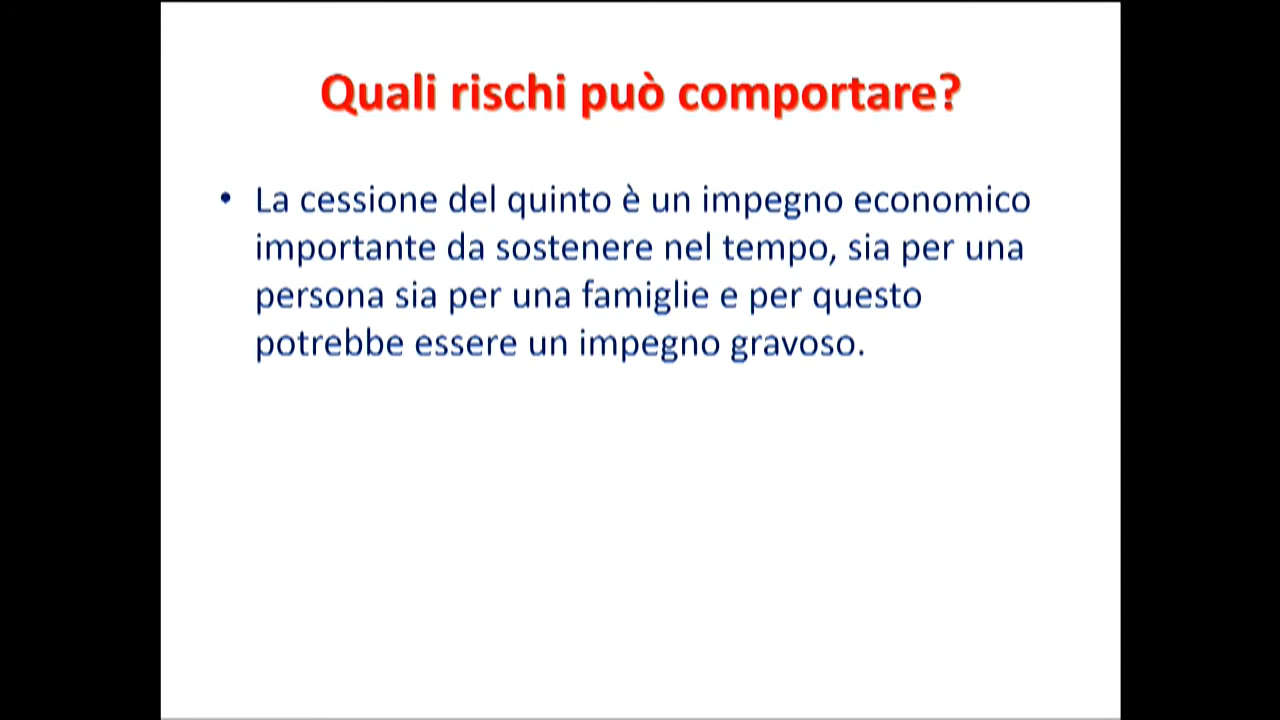 Quali rischi può comportare?
• La cessione del quinto è un impegno economico
importante da sostenere nel tempo, sia per una
persona sia per una famiglie e per questo
potrebbe essere un impegno gravoso.